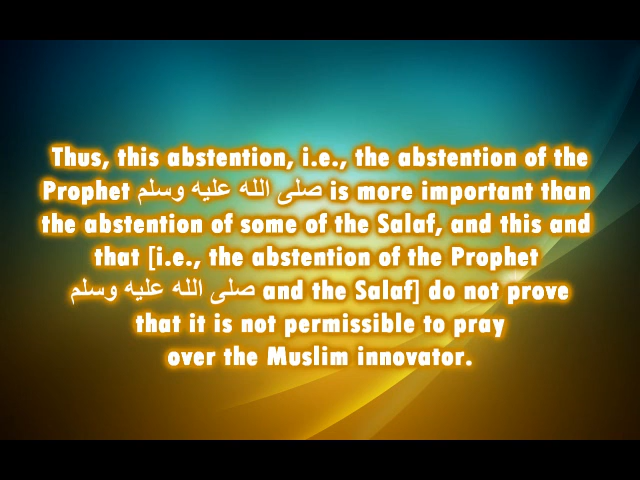 Thus, this abstention, i.e., the abstention of the
Prophet صلى الله عليه وسلم is more important than
the abstention of some of the Salaf, and this and
that [i.e., the abstention of the Prophet
صلى الله عليه وسلم and the Salaf] do not prove
that it is not permissible to pray
over the Muslim innovator.